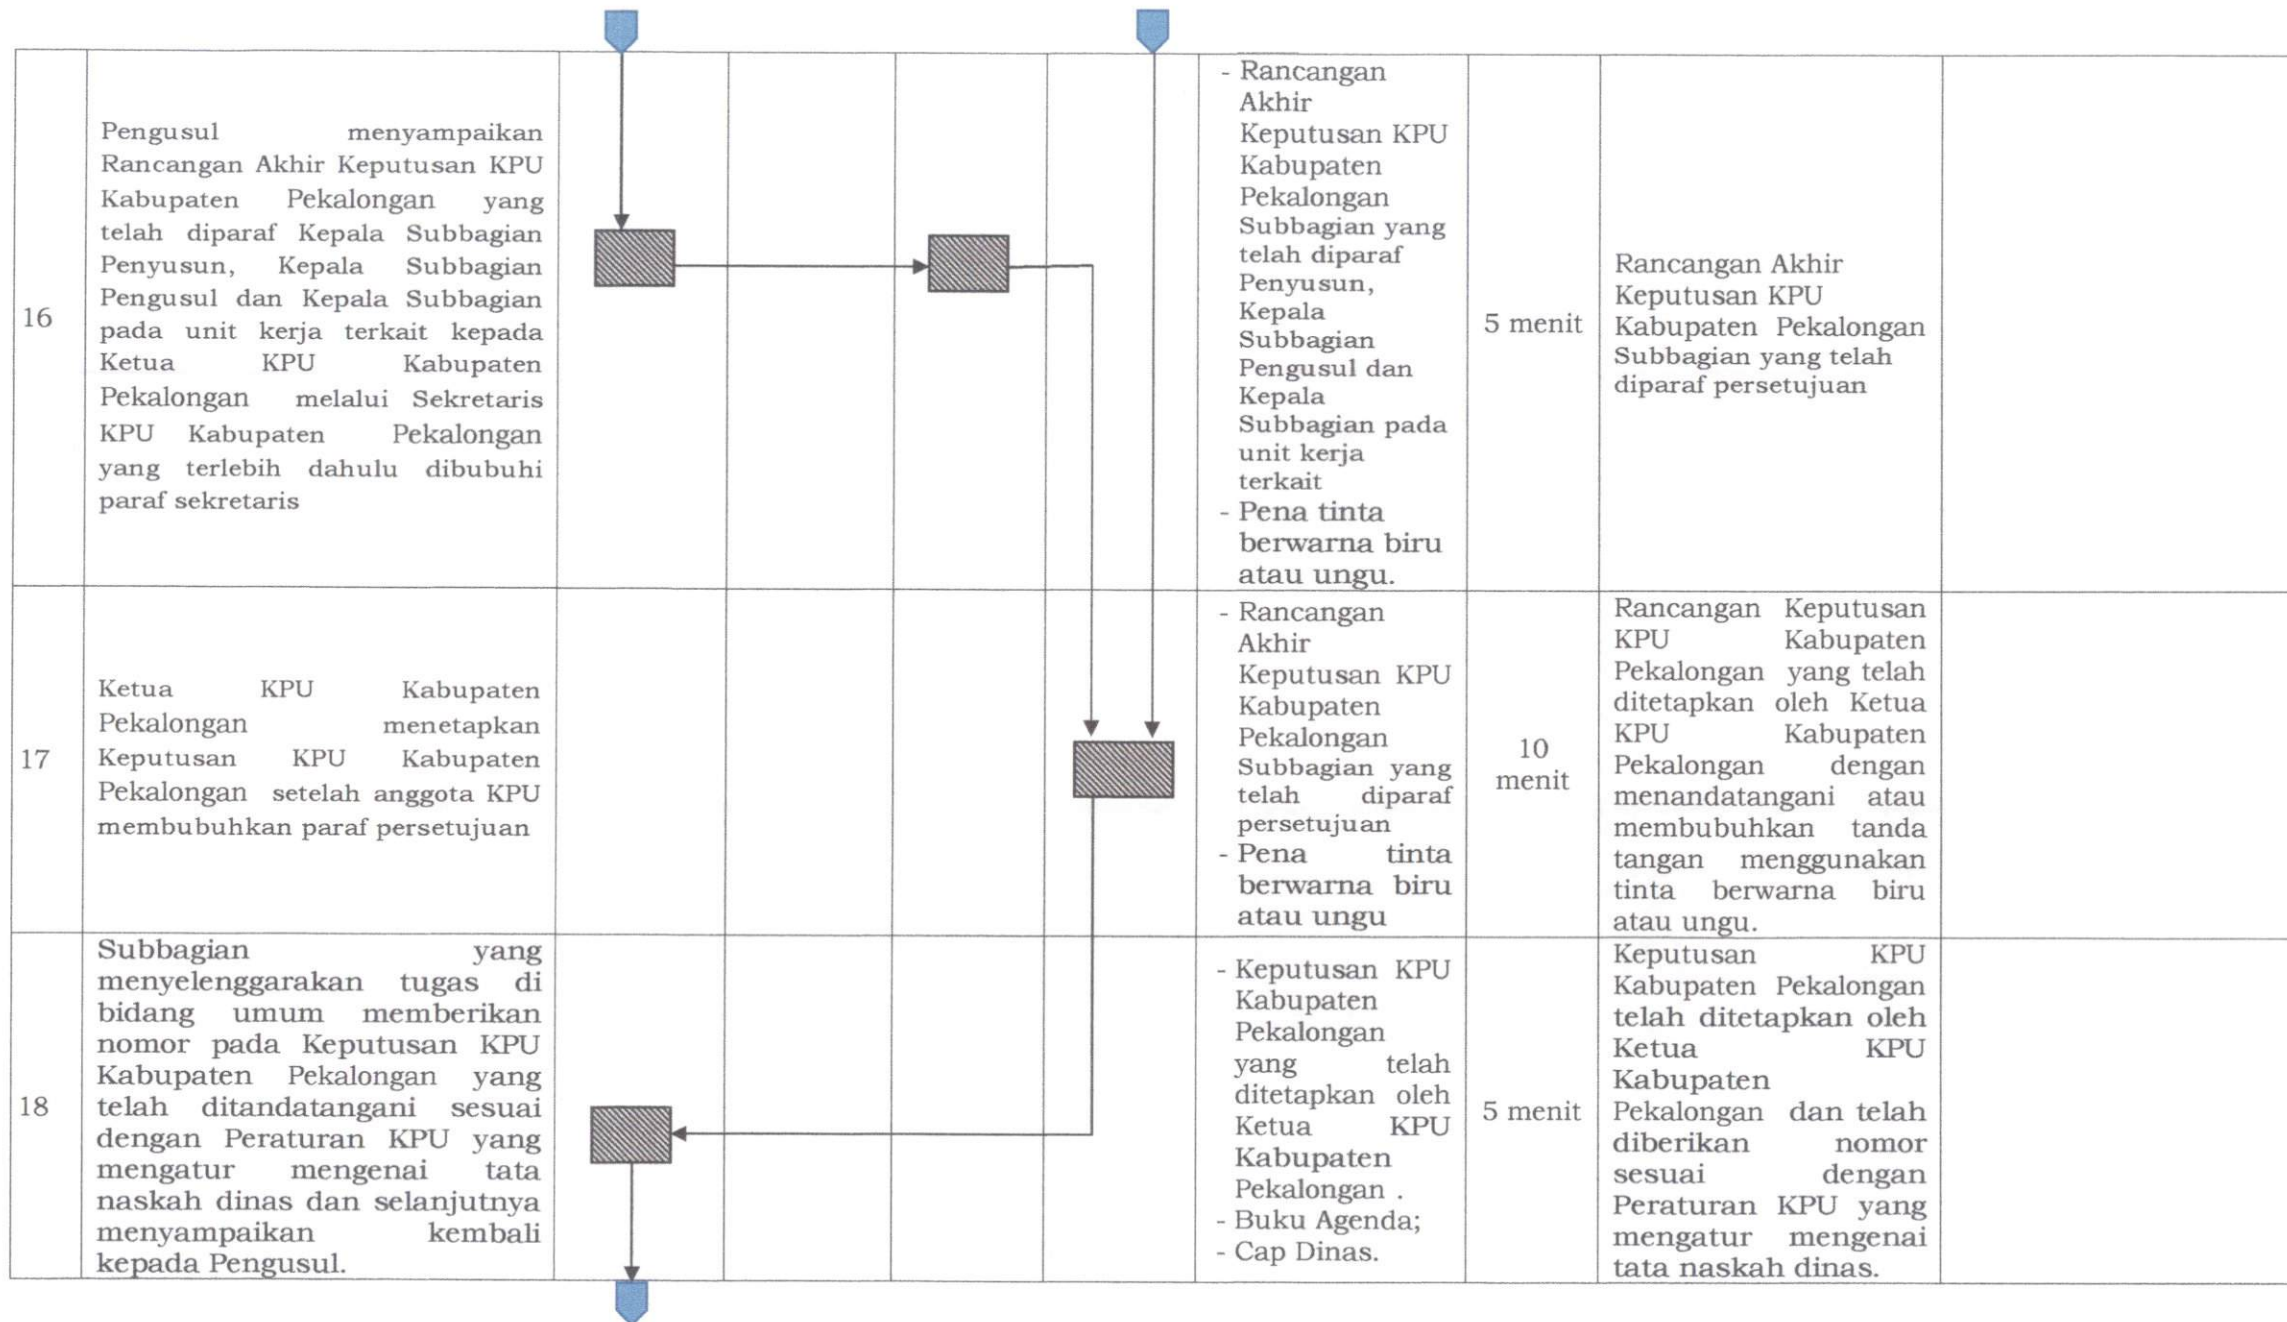 16
Pengusul menyampaikan
Rancangan Akhir Keputusan KPU
Kabupaten Pekalongan yang
telah diparaf Kepala Subbagian
Penyusun, Kepala Subbagian
Pengusul dan Kepala Subbagian
pada unit kerja terkait kepada
Ketua KPU Kabupaten
Pekalongan melalui Sekretaris
KPU Kabupaten Pekalongan
yang terlebih dahulu dibubuhi
paraf sekretaris
- Rancangan
Akhir
Keputusan KPU
Kabupaten
Pekalongan
Subbagian yang
telah diparaf
Penyusun,
Kepala
Subbagian
Pengusul dan
Kepala
Subbagian pada
unit kerja
terkait
- Pena tinta
berwarna biru
atau ungu.
5 menit
Rancangan Akhir
Keputusan KPU
Kabupaten Pekalongan
Subbagian yang telah
diparaf persetujuan
17
Ketua KPU Kabupaten
Pekalongan menetapkan
Keputusan KPU Kabupaten
Pekalongan setelah anggota KPU
membubuhkan paraf persetujuan
- Rancangan
Akhir
Keputusan KPU
Kabupaten
Pekalongan
Subbagian yang
telah diparaf
persetujuan
- Pena tinta
berwarna biru
atau ungu
10
menit
Rancangan Keputusan
KPU Kabupaten
Pekalongan yang telah
ditetapkan oleh Ketua
KPU Kabupaten
Pekalongan dengan
menandatangani atau
membubuhkan tanda
tangan menggunakan
tinta berwarna biru
atau ungu.
18
Subbagian yang
menyelenggarakan tugas di
bidang umum memberikan
nomor pada Keputusan KPU
Kabupaten Pekalongan yang
telah ditandatangani sesuai
dengan Peraturan KPU yang
mengatur mengenai tata
naskah dinas dan selanjutnya
menyampaikan kembali
kepada Pengusul.
- Keputusan KPU
Kabupaten
Pekalongan
yang telah
ditetapkan oleh
Ketua KPU
Kabupaten
Pekalongan .
- Buku Agenda;
- Cap Dinas.
5 menit
Keputusan KPU
Kabupaten Pekalongan
telah ditetapkan oleh
Ketua KPU
Kabupaten
Pekalongan dan telah
diberikan nomor
sesuai dengan
Peraturan KPU yang
mengatur mengenai
tata naskah dinas.